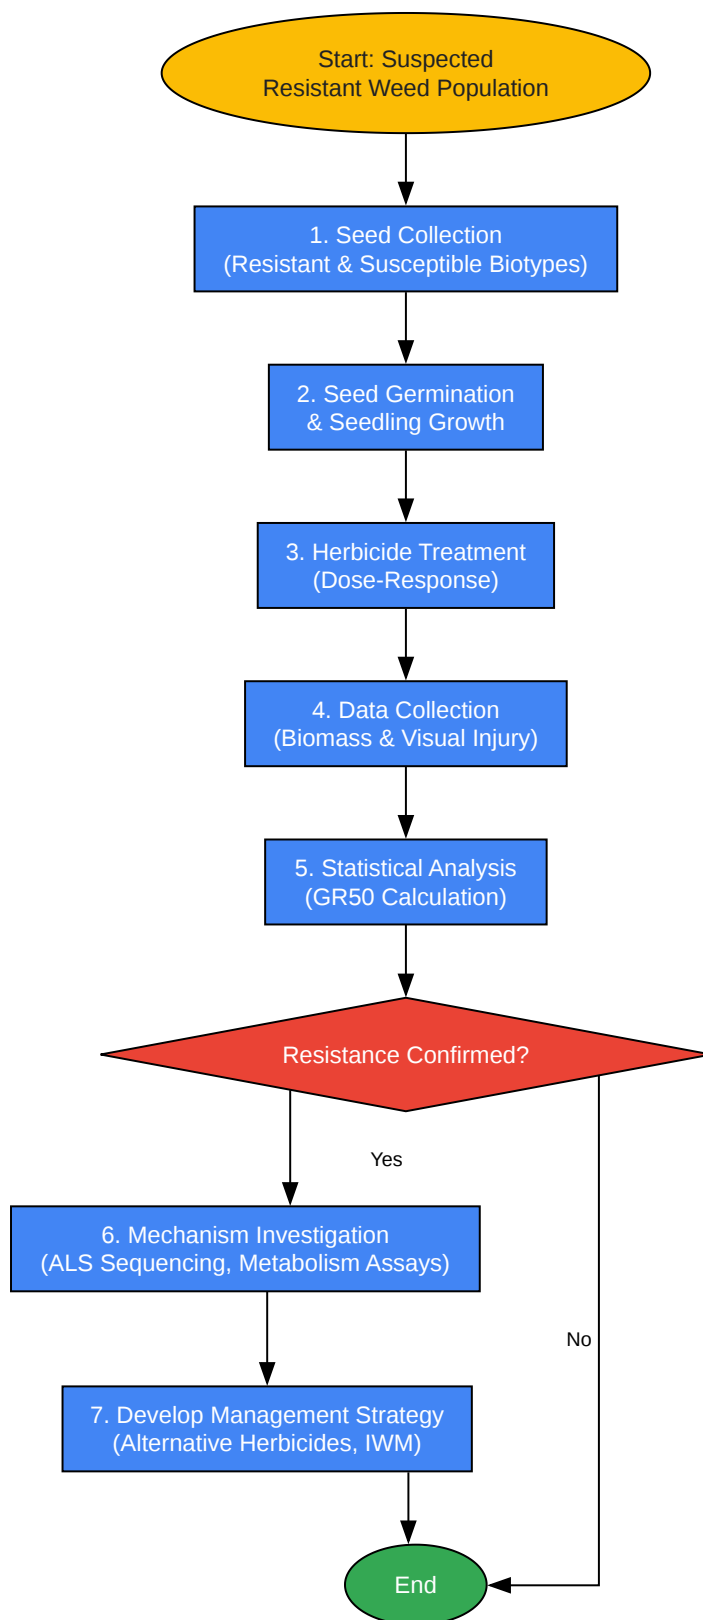 Start: Suspected
Resistant Weed Population
1. Seed Collection
(Resistant & Susceptible Biotypes)
2. Seed Germination
& Seedling Growth
3. Herbicide Treatment
(Dose-Response)
4. Data Collection
(Biomass & Visual Injury)
5. Statistical Analysis
(GR50 Calculation)
Resistance Confirmed?
Yes
6. Mechanism Investigation
(ALS Sequencing, Metabolism Assays)
No
7. Develop Management Strategy
(Alternative Herbicides, IWM)
End